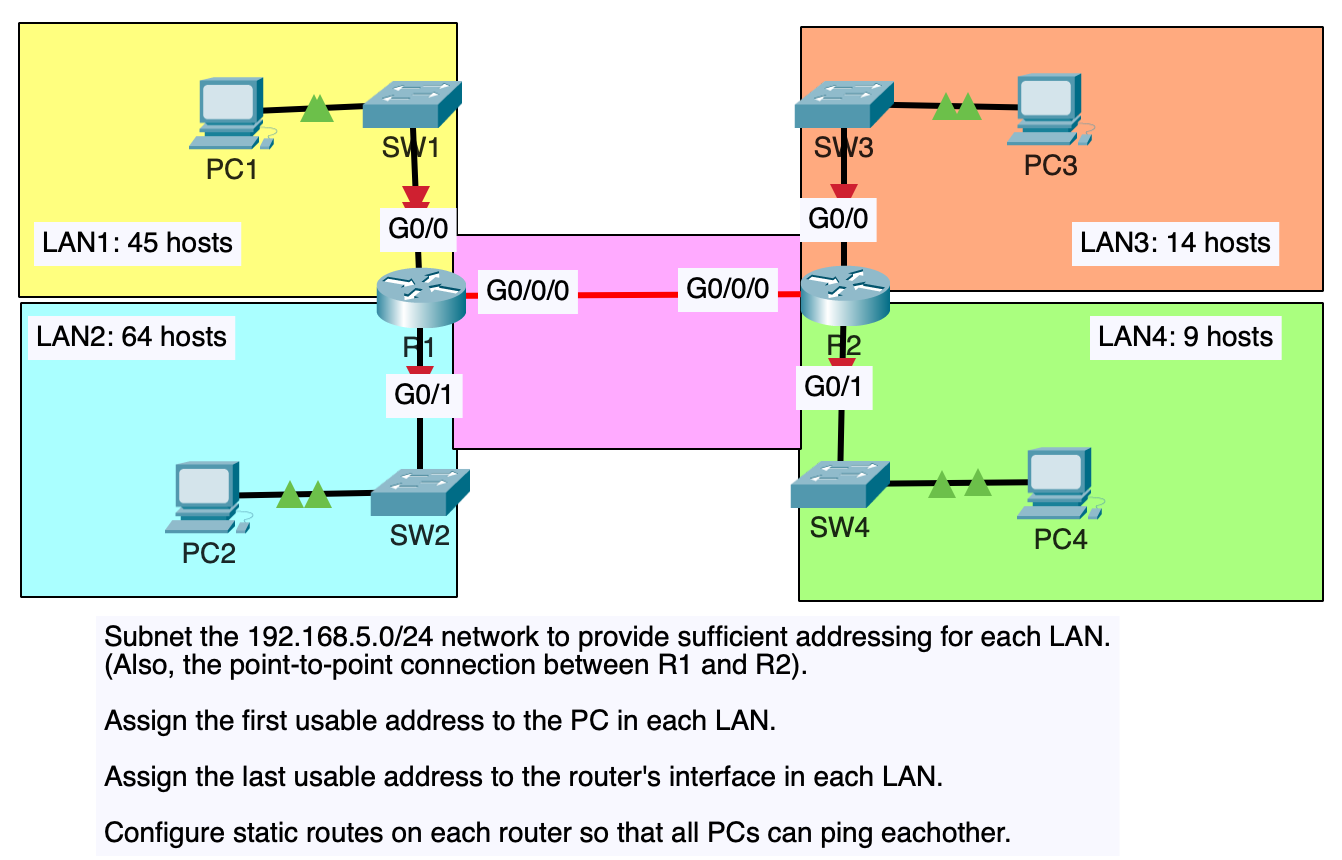 PC1
SW1
G0/0
LAN1: 45 hosts
SW3
PC3
G0/0
LAN3: 14 hosts
G0/0/0
G0/0/0
LAN2: 64 hosts
R1
G0/1
PC2
SW2
R2
LAN4: 9 hosts
G0/1
SW4
PC4
Subnet the 192.168.5.0/24 network to provide sufficient addressing for each LAN.
(Also, the point-to-point connection between R1 and R2).
Assign the first usable address to the PC in each LAN.
Assign the last usable address to the router's interface in each LAN.
Configure static routes on each router so that all PCs can ping eachother.